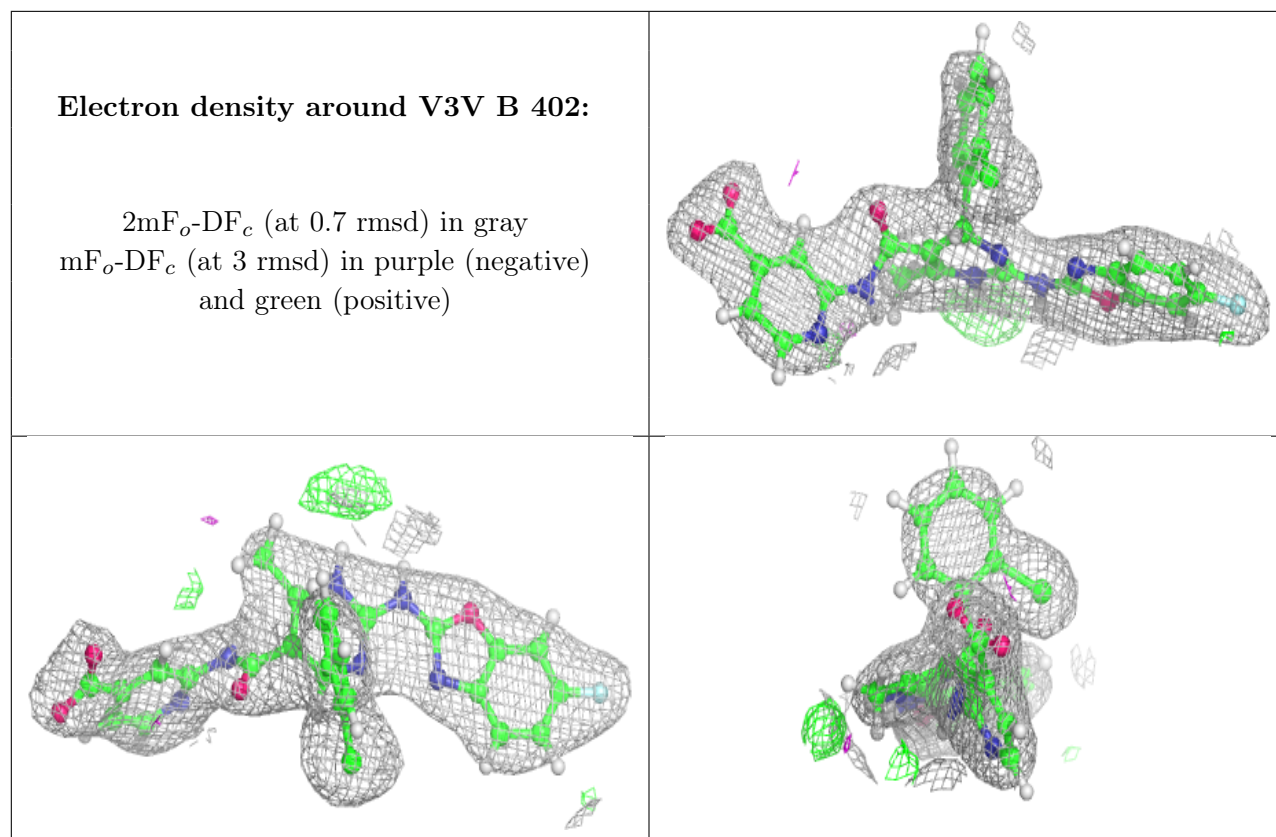 Electron density around V3V B 402:
2mFo-DFc (at 0.7 rmsd) in gray
mFo-DFc (at 3 rmsd) in purple (negative)
and green (positive)